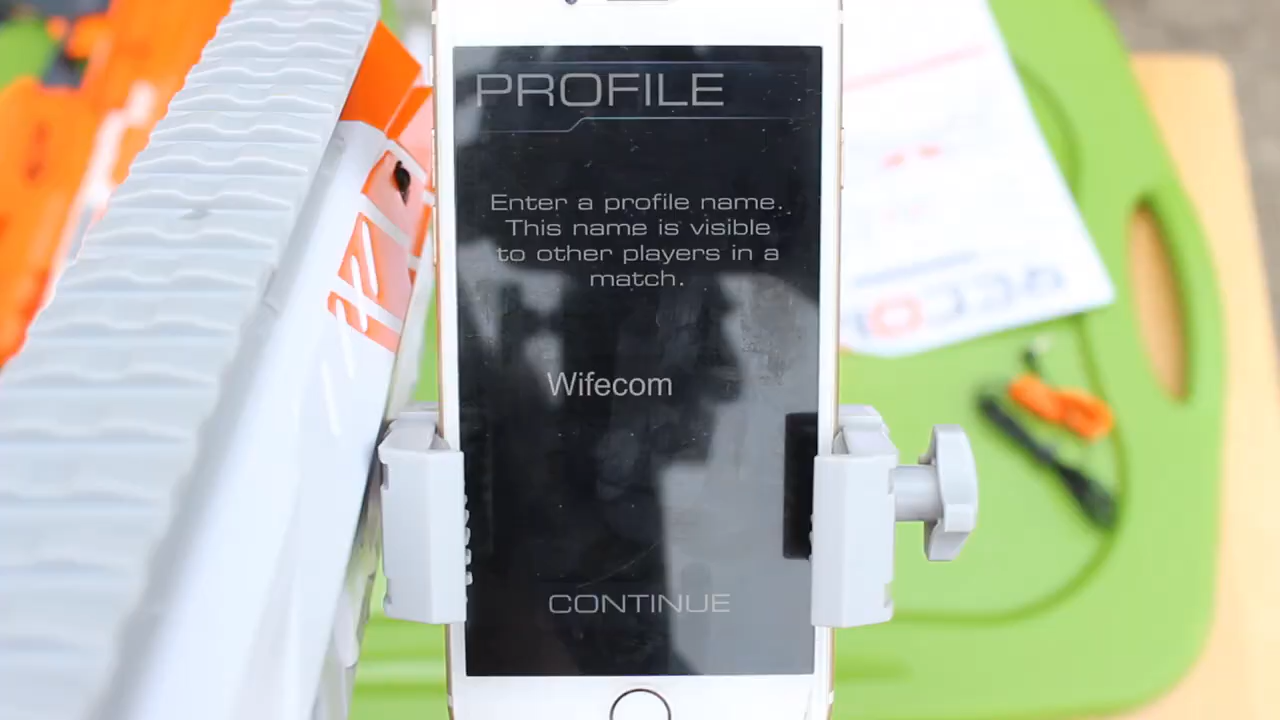 PROFILE
Enter a profile name.
This name is visible
to other players in a
match.
Wifecom
CONTINUE